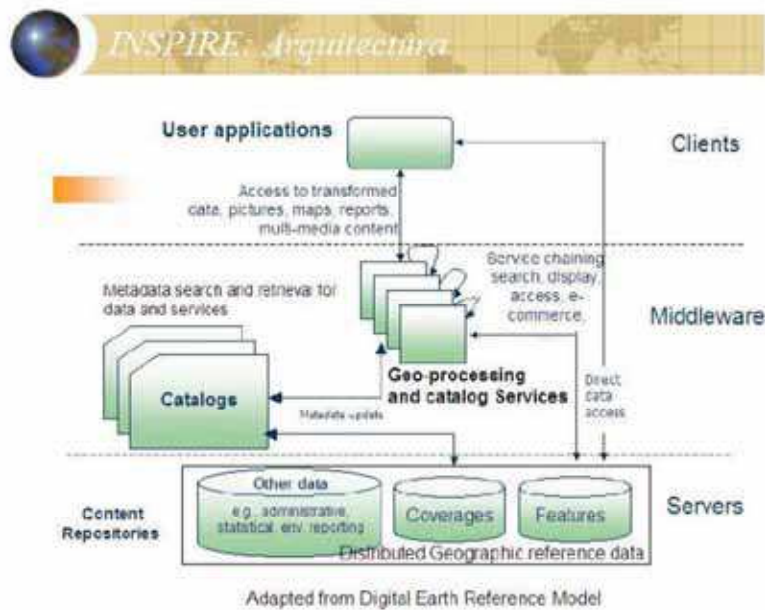 INSPIRE: Arquitectura
User applications
Clients
Access to transformed
data, pictures, maps, reports,
multi-media content
Service chaining
search, display,
access, e-
commerce,
Metadata search and retrieval for
data and services
Middleware
Catalogs
Geo-processing
and catalog Services
Metadata update
Direct
data
access
Content
Repositories
Other data
e.g., administrative,
statistical, env. reporting
Coverages
Features
Servers
Distributed Geographic reference data
Adapted from Digital Earth Reference Model